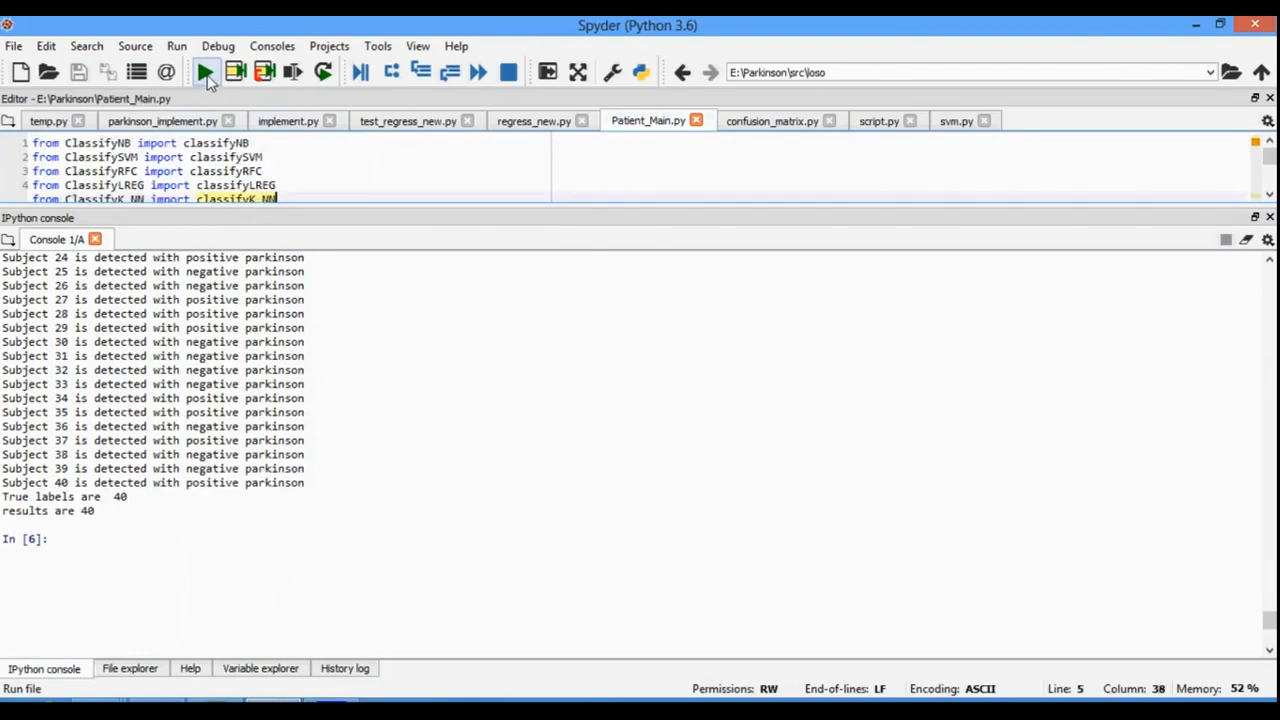 Spyder (Python 3.6)
File Edit Search Source Run Debug Consoles Projects Tools View Help
E:\Parkinson\src\loso
Editor - E:\Parkinson\Patient_Main.py
temp.py parkinson_implement.py implement.py test_regress_new.py regress_new.py Patient_Main.py confusion_matrix.py script.py svm.py
1 from ClassifyNB import classifyNB
2 from ClassifySVM import classifySVM
3 from ClassifyRFC import classifyRFC
4 from ClassifyLREG import classifyLREG
from ClassifyK_NN import classifyK_NN
IPython console
Console 1/A
Subject 24 is detected with positive parkinson
Subject 25 is detected with negative parkinson
Subject 26 is detected with negative parkinson
Subject 27 is detected with positive parkinson
Subject 28 is detected with positive parkinson
Subject 29 is detected with positive parkinson
Subject 30 is detected with negative parkinson
Subject 31 is detected with negative parkinson
Subject 32 is detected with negative parkinson
Subject 33 is detected with negative parkinson
Subject 34 is detected with positive parkinson
Subject 35 is detected with positive parkinson
Subject 36 is detected with negative parkinson
Subject 37 is detected with positive parkinson
Subject 38 is detected with negative parkinson
Subject 39 is detected with negative parkinson
Subject 40 is detected with positive parkinson
True labels are  40
results are 40
In [6]:
IPython console File explorer Help Variable explorer History log
Run file Permissions: RW End-of-lines: LF Encoding: ASCII Line: 5 Column: 38 Memory: 52 %